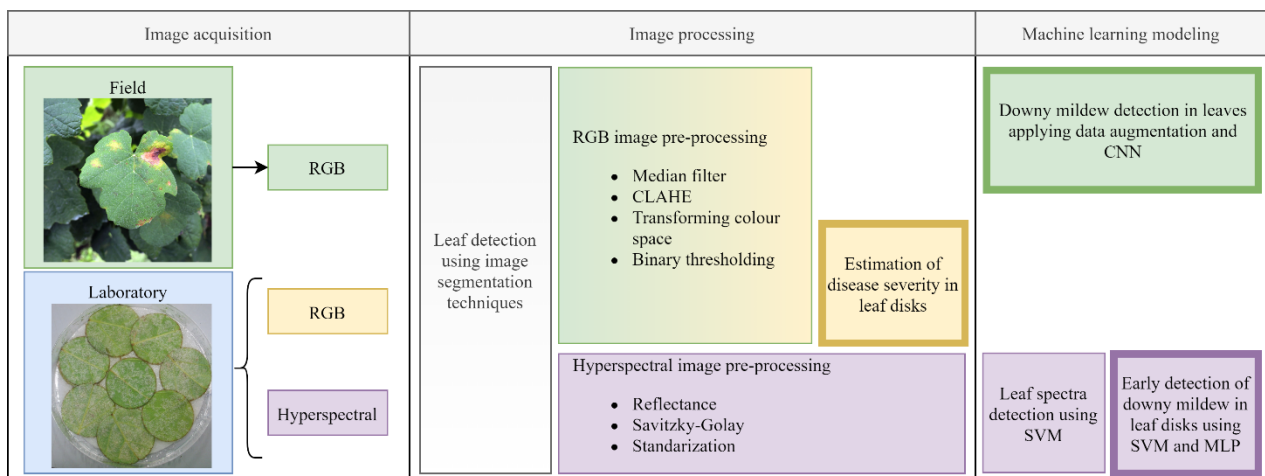 Image acquisition
Image processing
Machine learning modeling
Field
RGB
Laboratory
RGB
Hyperspectral
Leaf detection
using image
segmentation
techniques
RGB image pre-processing
• Median filter
• CLAHE
• Transforming colour
space
• Binary thresholding
Estimation of
disease severity in
leaf disks
Hyperspectral image pre-processing
• Reflectance
• Savitzky-Golay
• Standarization
Downy mildew detection in leaves
applying data augmentation and
CNN
Leaf spectra
detection using
SVM
Early detection of
downy mildew in
leaf disks using
SVM and MLP